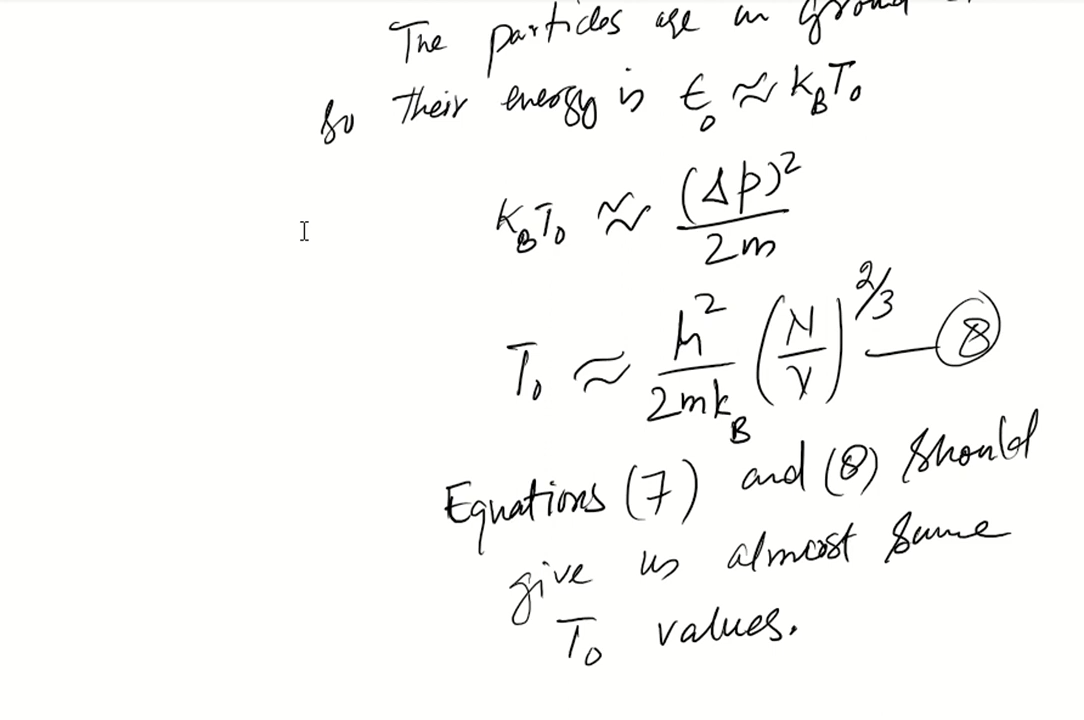 The particles are in ground
so their energy is ϵ₀ ≈ k_B T₀
k_B T₀ ≈ (Δp)² / 2m
T₀ ≈ h² / 2mk_B (N/V)^{2/3} — ⑧
Equations (7) and (8) should
give us almost same
T₀ values.